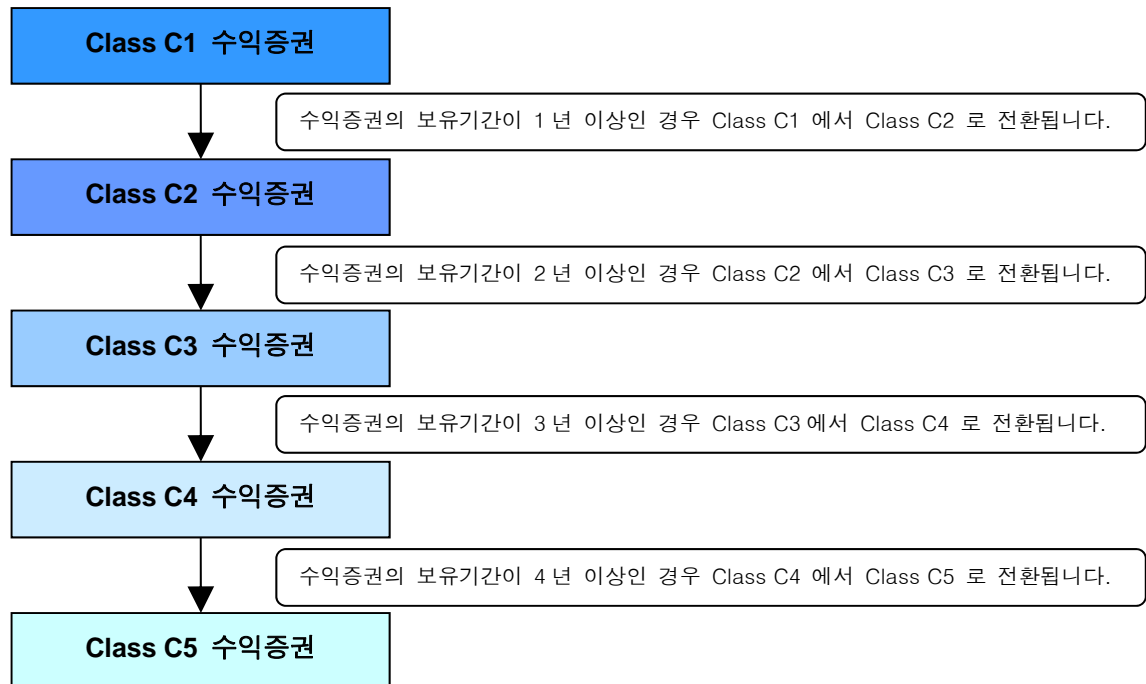 Class C1 수익증권
수익증권의 보유기간이 1년 이상인 경우 Class C1 에서 Class C2 로 전환됩니다.
Class C2 수익증권
수익증권의 보유기간이 2년 이상인 경우 Class C2 에서 Class C3 로 전환됩니다.
Class C3 수익증권
수익증권의 보유기간이 3년 이상인 경우 Class C3에서 Class C4 로 전환됩니다.
Class C4 수익증권
수익증권의 보유기간이 4년 이상인 경우 Class C4 에서 Class C5 로 전환됩니다.
Class C5 수익증권